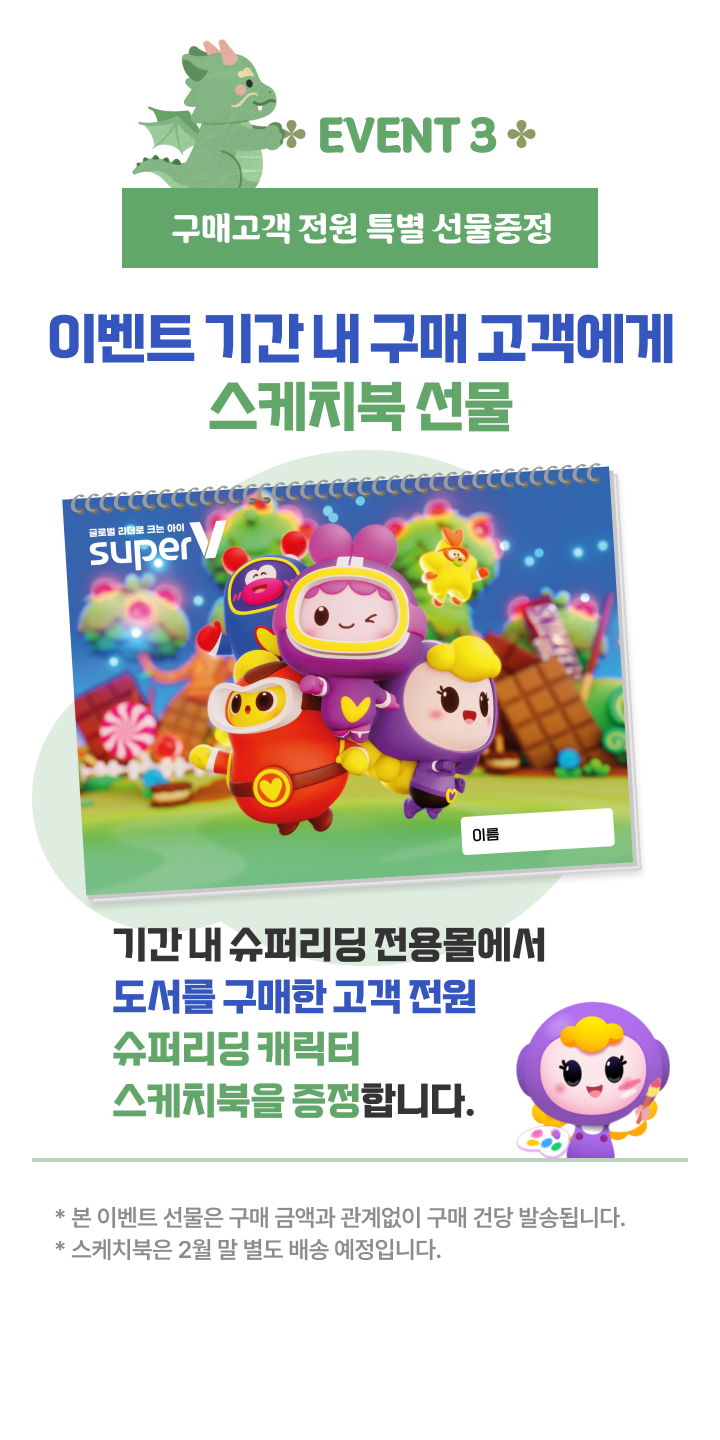 EVENT 3
구매고객 전원 특별 선물증정
이벤트 기간 내 구매 고객에게
스케치북 선물
글로벌 리더로 크는 아이
superV
이름
기간 내 슈퍼리딩 전용몰에서
도서를 구매한 고객 전원
슈퍼리딩 캐릭터
스케치북을 증정합니다.
* 본 이벤트 선물은 구매 금액과 관계없이 구매 건당 발송됩니다.
* 스케치북은 2월 말 별도 배송 예정입니다.